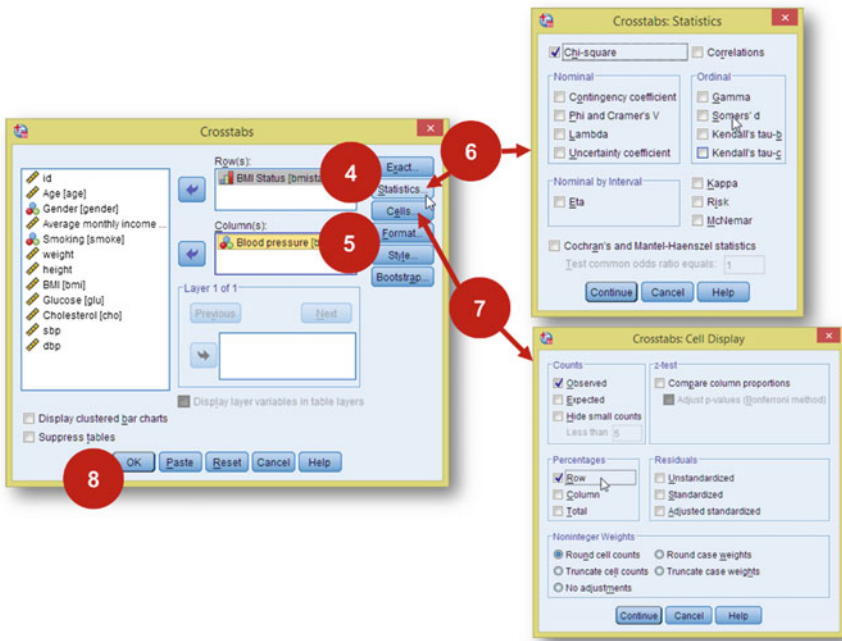 Crosstabs
id
Age [age]
Gender [gender]
Average monthly income ...
Smoking [smoke]
weight
height
BMI [bmi]
Glucose [glu]
Cholesterol [cho]
sbp
dbp
Row(s):
BMI Status [bmista
Column(s):
Blood pressure [b
4
5
Exact...
Statistics...
Cells...
Format...
Style...
Bootstrap...
Layer 1 of 1
Previous
Next
Display layer variables in table layers
Display clustered bar charts
Suppress tables
8
OK
Paste
Reset
Cancel
Help
6
7
Crosstabs: Statistics
Chi-square
Correlations
Nominal
Contingency coefficient
Phi and Cramer's V
Lambda
Uncertainty coefficient
Ordinal
Gamma
Somers' d
Kendall's tau-b
Kendall's tau-c
Nominal by Interval
Eta
Kappa
Risk
McNemar
Cochran's and Mantel-Haenszel statistics
Test common odds ratio equals: 1
Continue
Cancel
Help
Crosstabs: Cell Display
Counts
Observed
Expected
Hide small counts
Less than 5
z-test
Compare column proportions
Adjust p-values (Bonferroni method)
Percentages
Row
Column
Total
Residuals
Unstandardized
Standardized
Adjusted standardized
Noninteger Weights
Round cell counts
Round case weights
Truncate cell counts
Truncate case weights
No adjustments
Continue
Cancel
Help